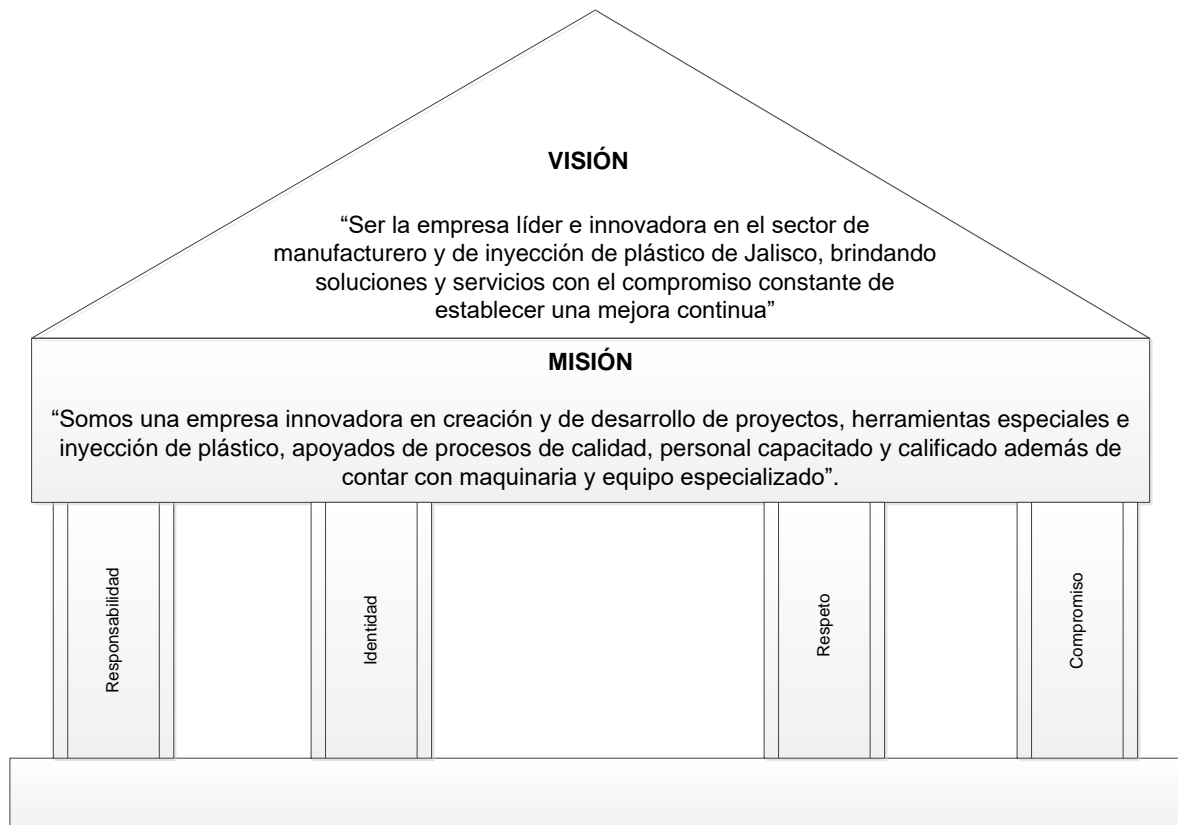 VISIÓN
“Ser la empresa líder e innovadora en el sector de
manufacturero y de inyección de plástico de Jalisco, brindando
soluciones y servicios con el compromiso constante de
establecer una mejora continua”
MISIÓN
“Somos una empresa innovadora en creación y de desarrollo de proyectos, herramientas especiales e
inyección de plástico, apoyados de procesos de calidad, personal capacitado y calificado además de
contar con maquinaria y equipo especializado”.
Responsabilidad
Identidad
Respeto
Compromiso